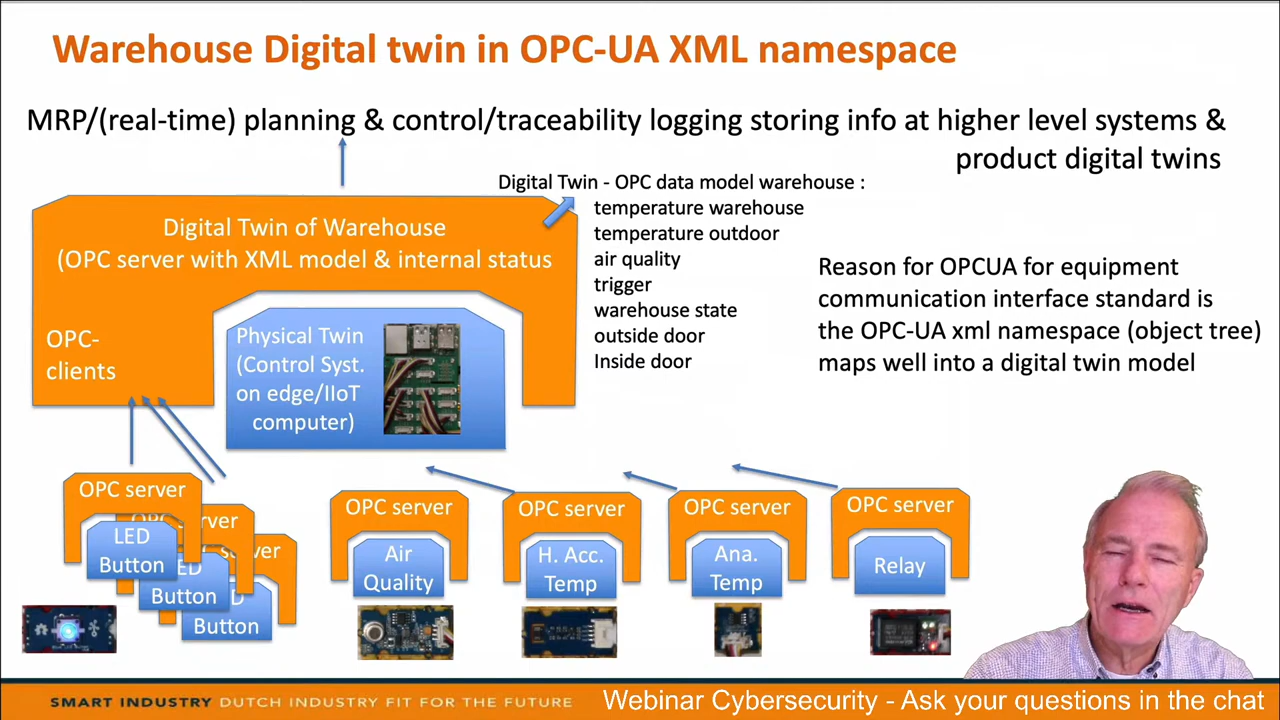 Warehouse Digital twin in OPC-UA XML namespace
MRP/(real-time) planning & control/traceability logging storing info at higher level systems &
product digital twins
Digital Twin - OPC data model warehouse :
temperature warehouse
temperature outdoor
air quality
trigger
warehouse state
outside door
Inside door
Digital Twin of Warehouse
(OPC server with XML model & internal status
OPC-
clients
Physical Twin
(Control Syst.
on edge/IIoT
computer)
Reason for OPCUA for equipment
communication interface standard is
the OPC-UA xml namespace (object tree)
maps well into a digital twin model
OPC server
LED
Button
server
Button
server
Button
OPC server
Air
Quality
OPC server
H. Acc.
Temp
OPC server
Ana.
Temp
OPC server
Relay
SMART INDUSTRY DUTCH INDUSTRY FIT FOR THE FUTURE
Webinar Cybersecurity - Ask your questions in the chat